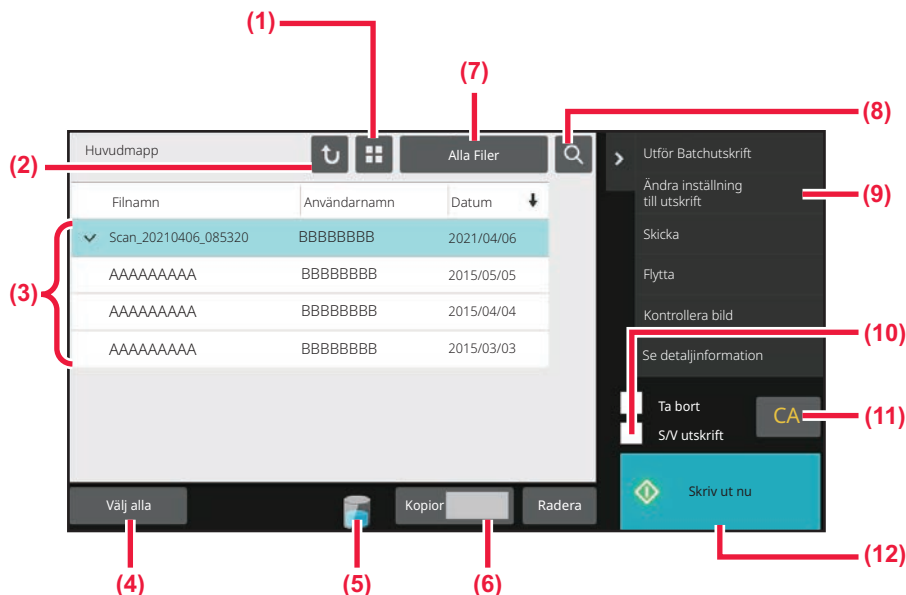 (1)
(7)
(8)
Huvudmapp
Alla Filer
(2)
Utför Batchutskrift
Ändra inställning
till utskrift
(9)
Filnamn Användarnamn Datum
Scan_20210406_085320 BBBBBBBB 2021/04/06
Skicka
(3)
AAAAAAAAA BBBBBBBB 2015/05/05
Flytta
AAAAAAAAA BBBBBBBB 2015/04/04
Kontrollera bild
(10)
AAAAAAAAA BBBBBBBB 2015/03/03
Se detaljinformation
Ta bort
S/V utskrift
CA
(11)
Välj alla
Kopior
Radera
Skriv ut nu
(12)
(4)
(5)
(6)